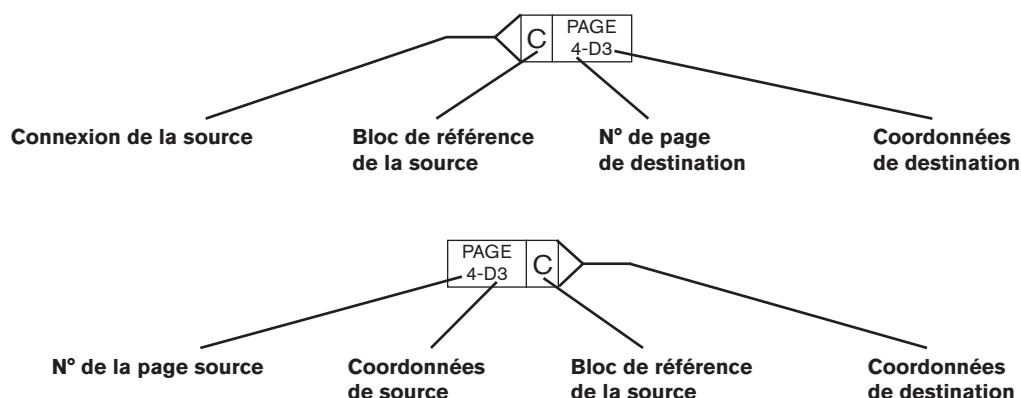 C
PAGE
4-D3
Connexion de la source
Bloc de référence
de la source
N° de page
de destination
Coordonnées
de destination
PAGE
4-D3
C
N° de la page source
Coordonnées
de source
Bloc de référence
de la source
Coordonnées
de destination